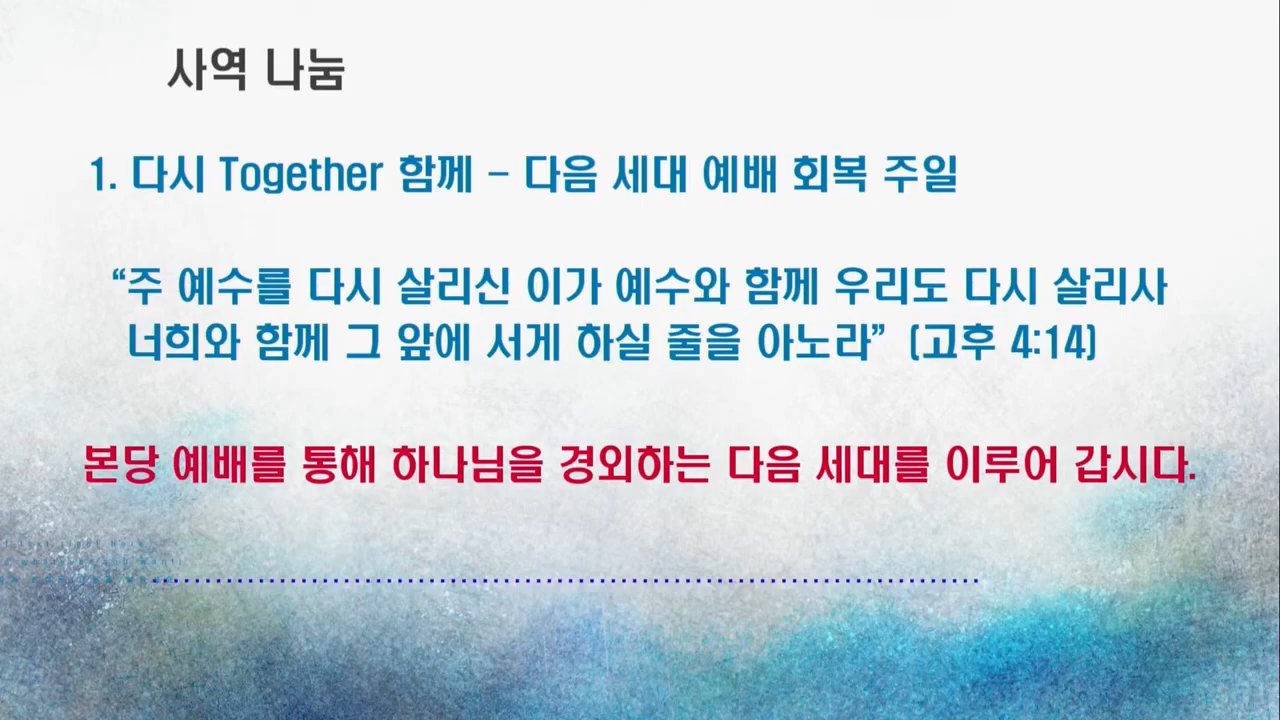 사역 나눔
1. 다시 Together 함께 - 다음 세대 예배 회복 주일
“주 예수를 다시 살리신 이가 예수와 함께 우리도 다시 살리사
너희와 함께 그 앞에 서게 하실 줄을 아노라” (고후 4:14)
본당 예배를 통해 하나님을 경외하는 다음 세대를 이루어 갑시다.